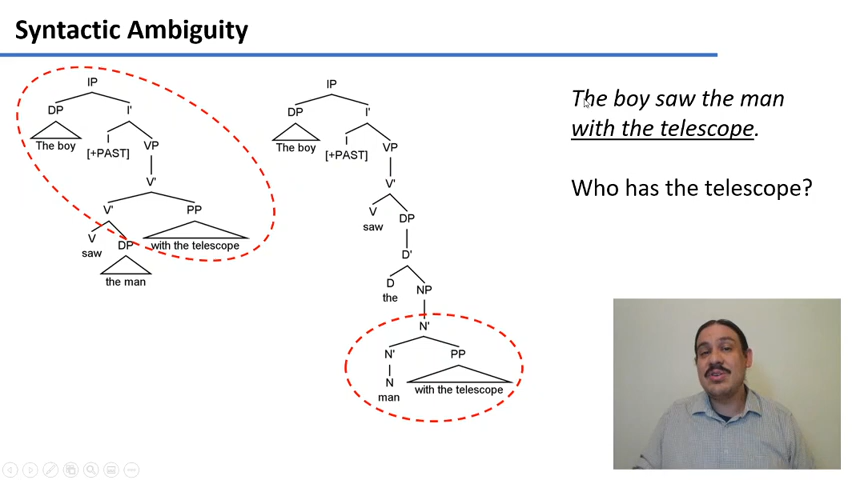 Syntactic Ambiguity
IP
DP
I'
The boy
I
[+PAST]
VP
V'
V'
PP
V
saw
DP
with the telescope
the man
IP
DP
I'
The boy
I
[+PAST]
VP
V'
V
saw
DP
D'
D
the
NP
N'
N'
PP
N
man
with the telescope
The boy saw the man
with the telescope.
Who has the telescope?